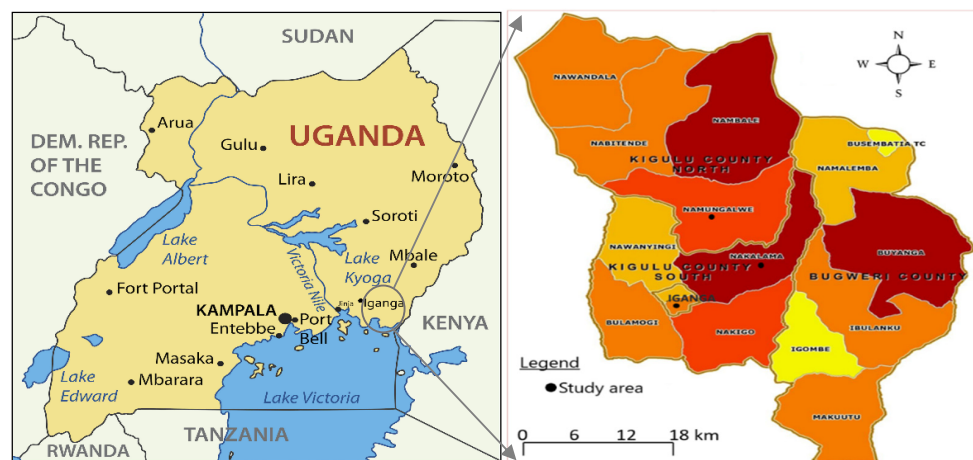 SUDAN
DEM. REP.
OF THE
CONGO
Arua
UGANDA
Gulu
Lira
Moroto
Soroti
Lake
Albert
Mbale
Lake
Kyoga
Victoria Nile
Fort Portal
KAMPALA
Iganga
Port
Bell
Entebbe
KENYA
Masaka
Mbarara
Lake
Edward
Lake Victoria
TANZANIA
RWANDA
N
W E
S
NAWANDALA
NAMBALE
BUSEMBATIA TC
NABITENDE
KIGULU COUNTY
NORTH
NAMALEMBA
NAMUNGALWE
NAWANYINGI
BUYANGA
NAKALAMA
KIGULU COUNTY
SOUTH
BUGWERI COUNTY
IGANGA
BULAMOGI
NAKIGO
IBULANKU
IGOMBE
MAKUUTU
Legend
Study area
0 6 12 18 km